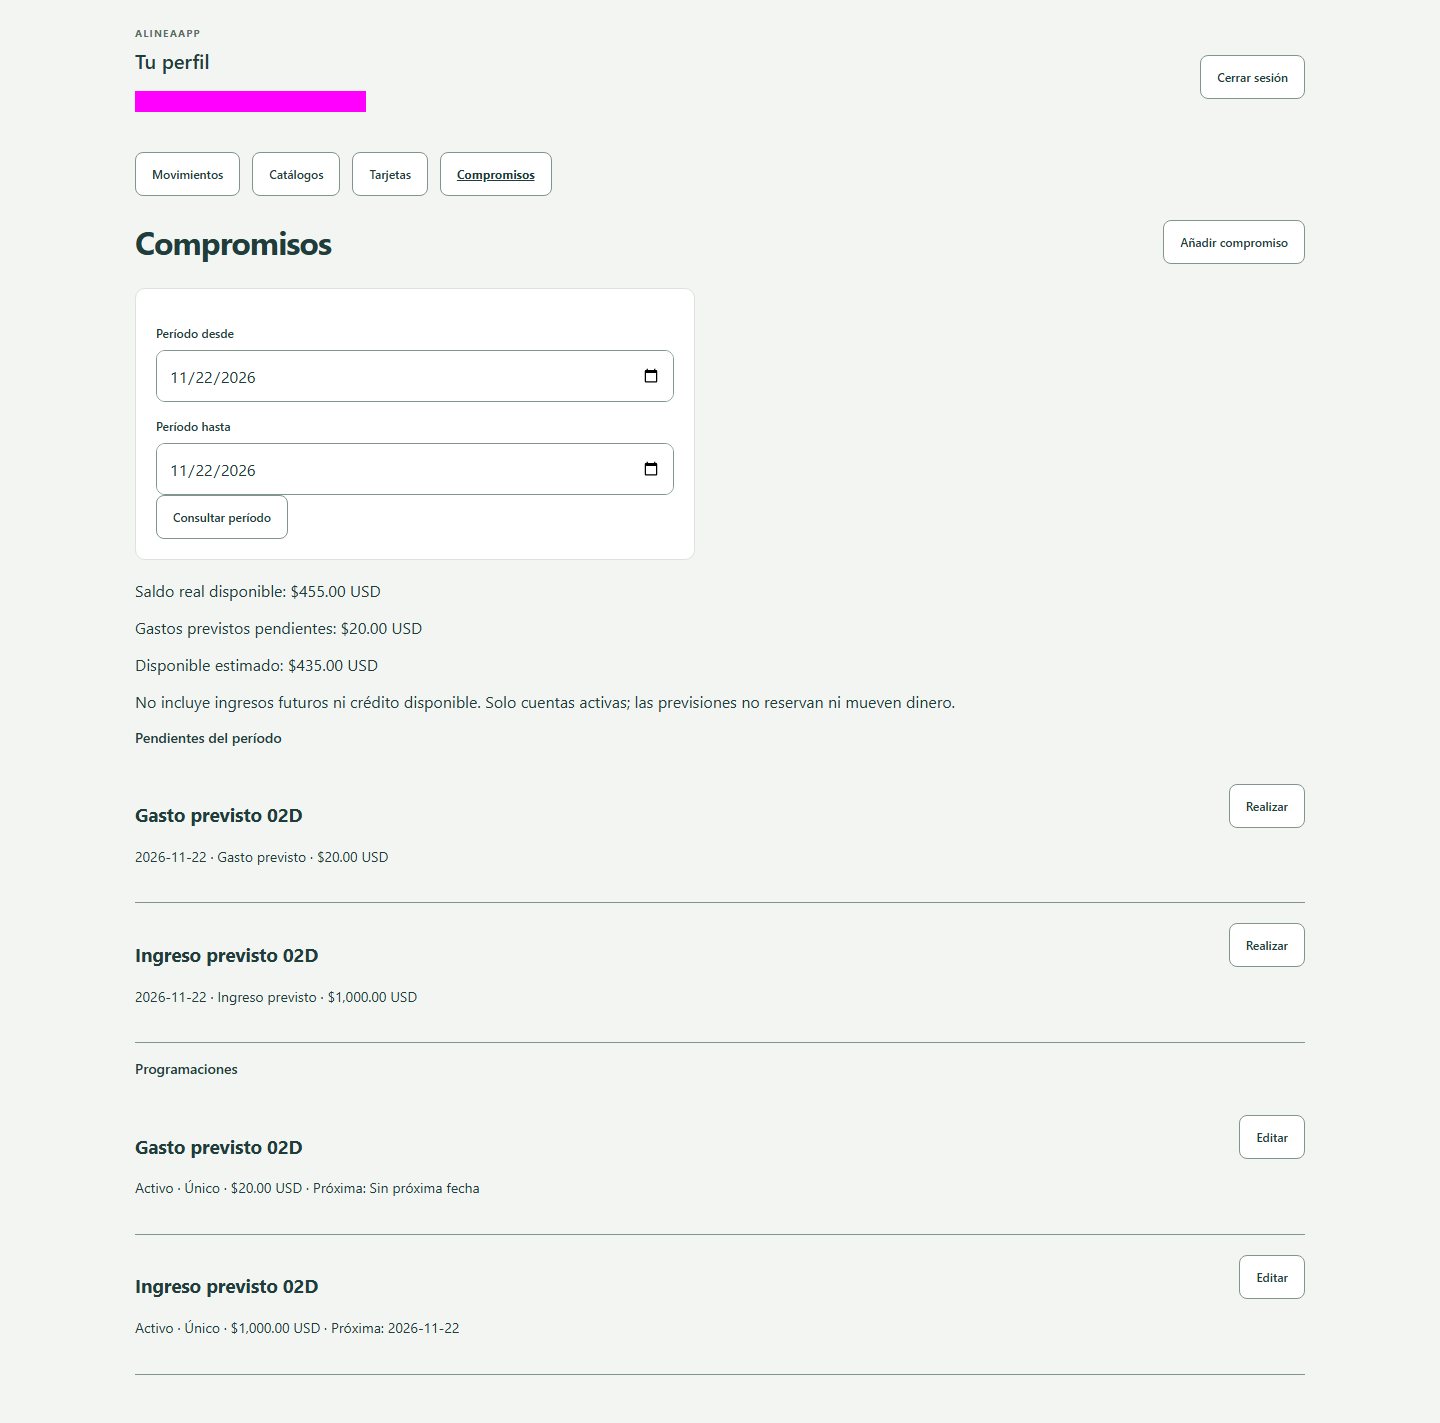 ALINEAAPP
Tu perfil
Cerrar sesión
Movimientos
Catálogos
Tarjetas
Compromisos
Compromisos
Añadir compromiso
Período desde
11/22/2026
Período hasta
11/22/2026
Consultar período
Saldo real disponible: $455.00 USD
Gastos previstos pendientes: $20.00 USD
Disponible estimado: $435.00 USD
No incluye ingresos futuros ni crédito disponible. Solo cuentas activas; las previsiones no reservan ni mueven dinero.
Pendientes del período
Gasto previsto 02D
Realizar
2026-11-22 · Gasto previsto · $20.00 USD
Ingreso previsto 02D
Realizar
2026-11-22 · Ingreso previsto · $1,000.00 USD
Programaciones
Gasto previsto 02D
Editar
Activo · Único · $20.00 USD · Próxima: Sin próxima fecha
Ingreso previsto 02D
Editar
Activo · Único · $1,000.00 USD · Próxima: 2026-11-22